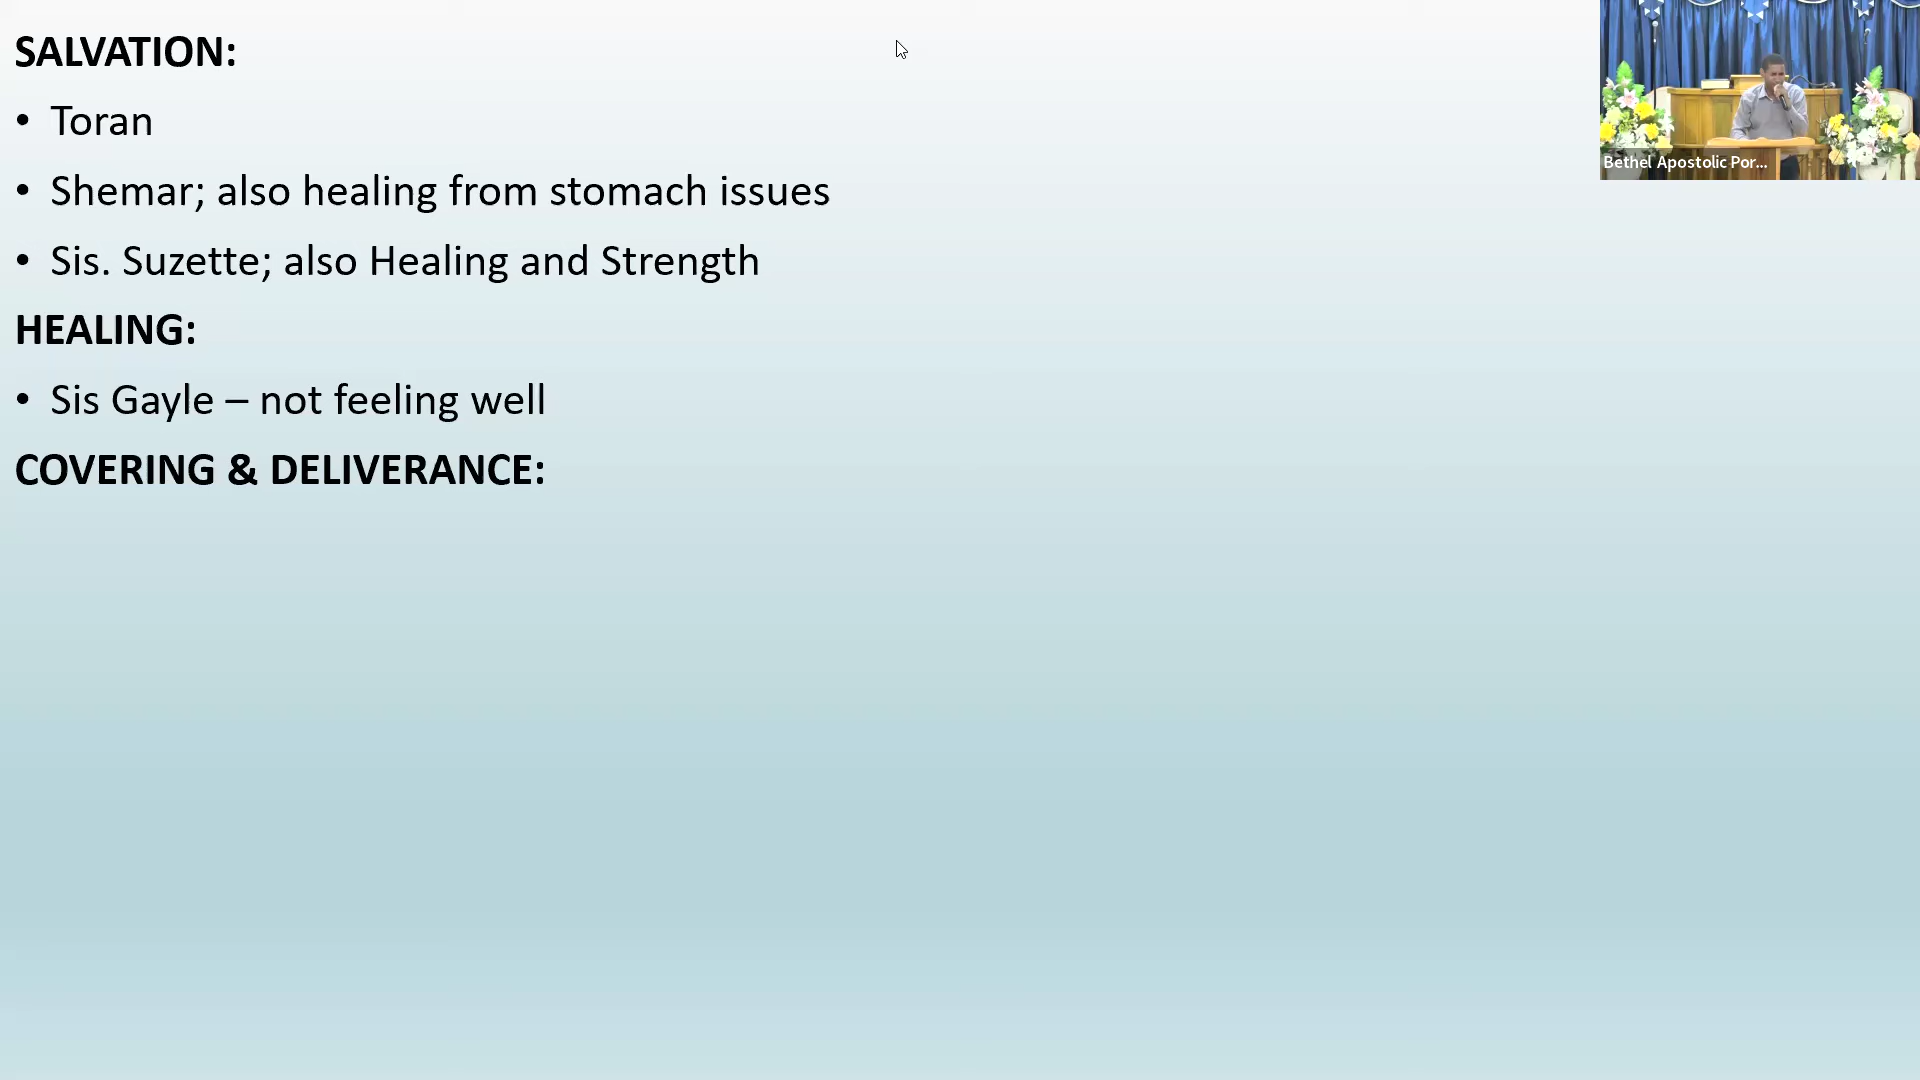 SALVATION:
• Toran
• Shemar; also healing from stomach issues
• Sis. Suzette; also Healing and Strength
HEALING:
• Sis Gayle – not feeling well
COVERING & DELIVERANCE:
Bethel Apostolic Por...